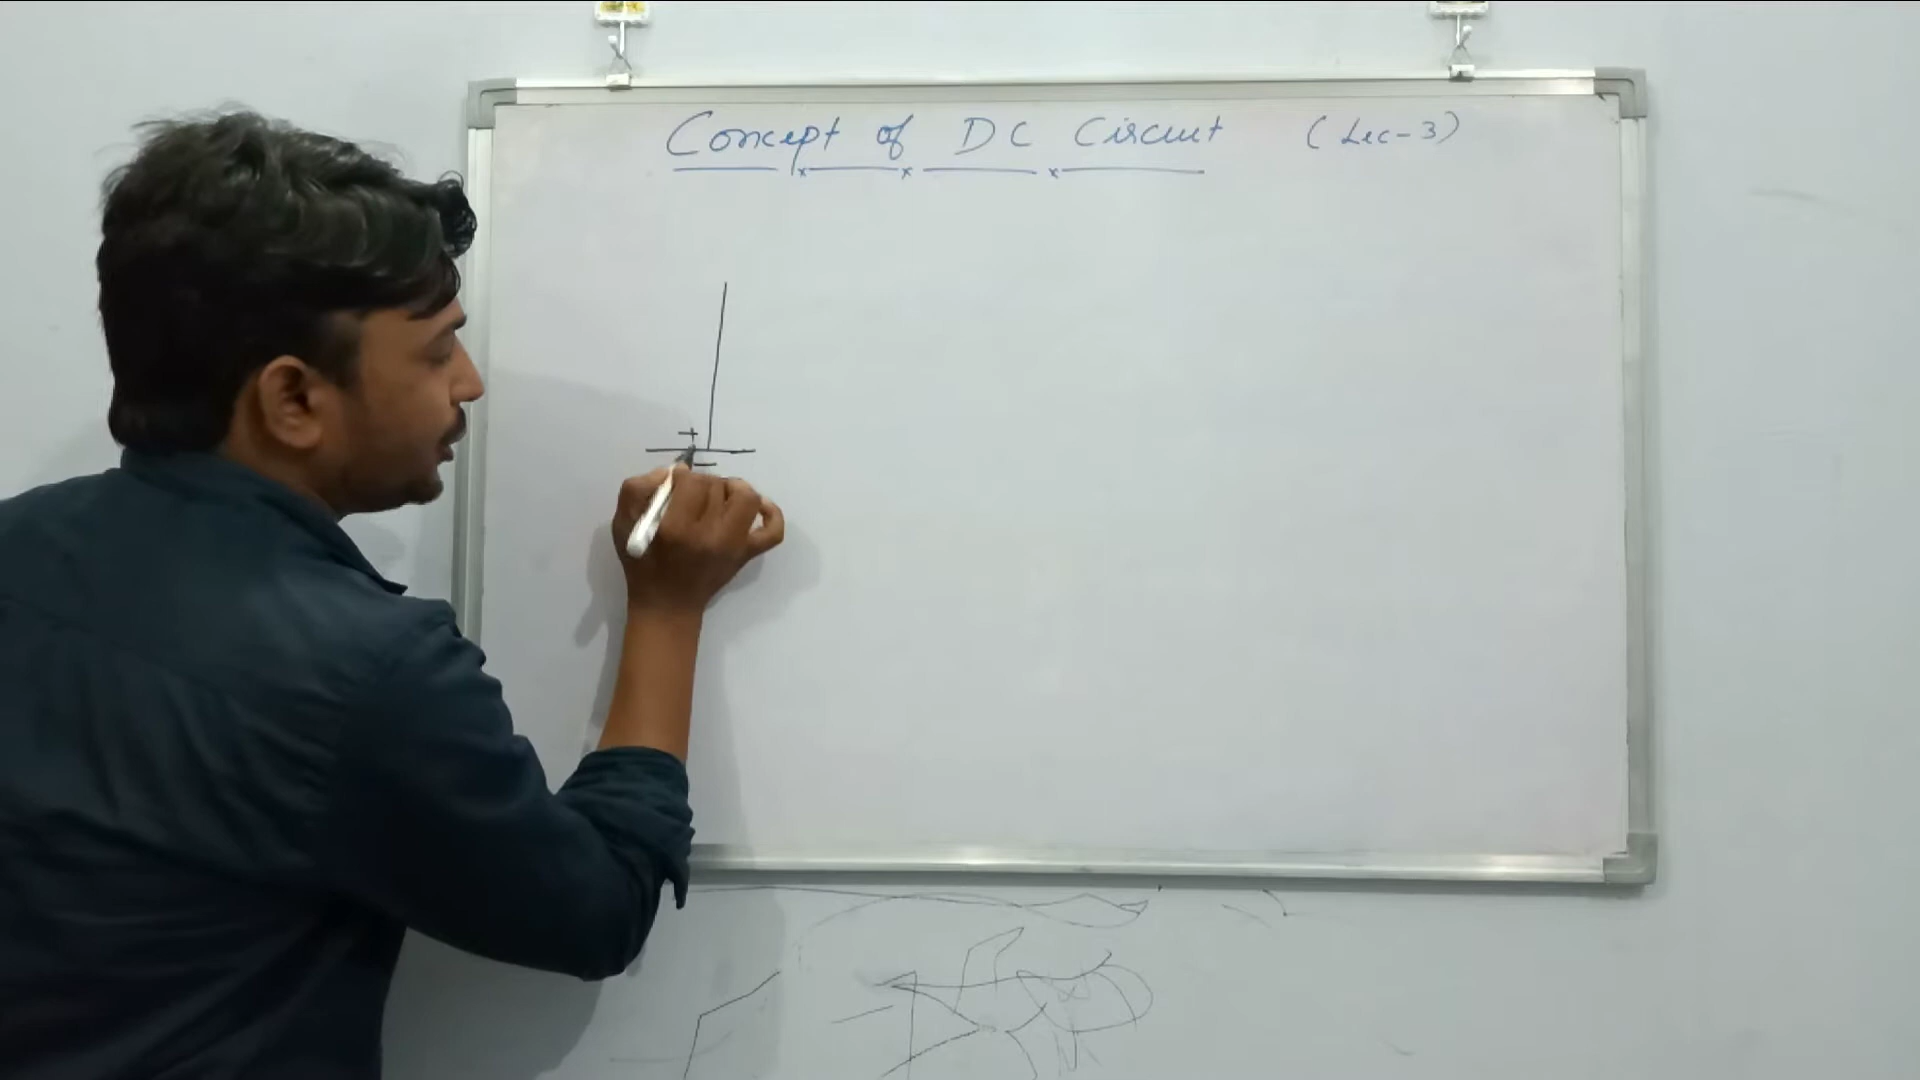 Concept of DC Circuit (Lec-3)
+